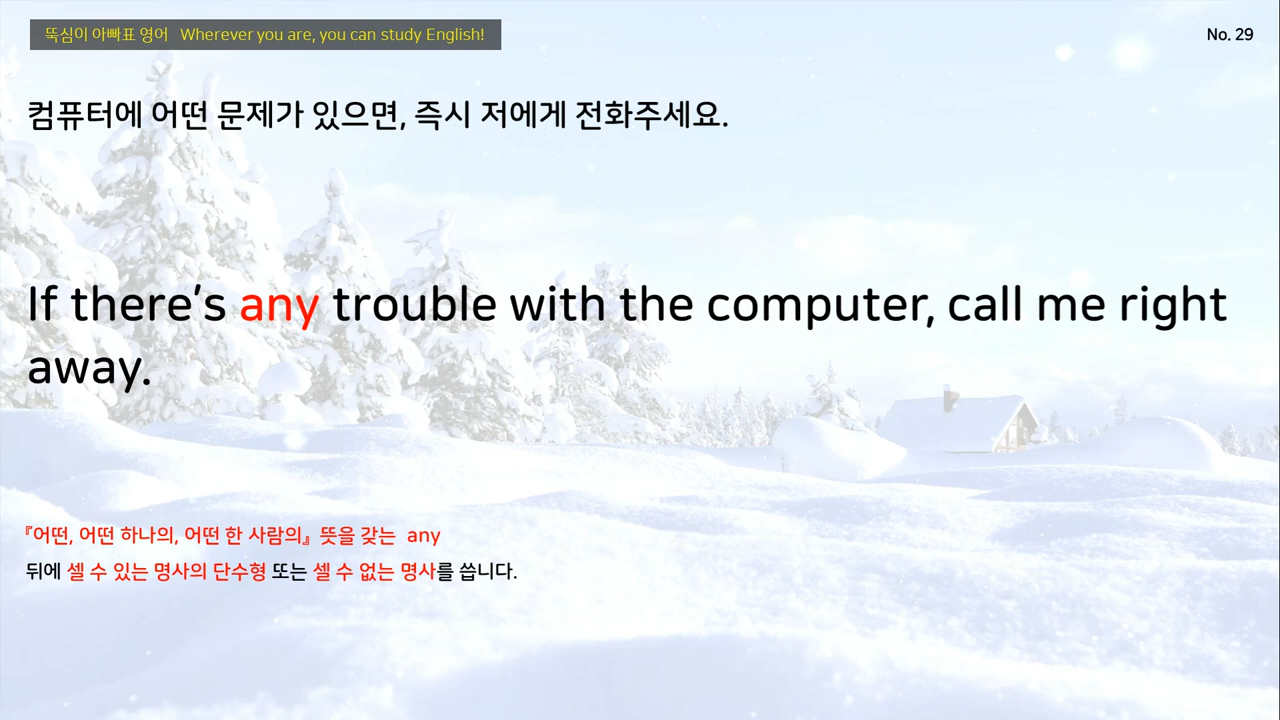 뚝심이 아빠표 영어 Wherever you are, you can study English!
No. 29
컴퓨터에 어떤 문제가 있으면, 즉시 저에게 전화주세요.
If there's any trouble with the computer, call me right
away.
『어떤, 어떤 하나의, 어떤 한 사람의』 뜻을 갖는 any
뒤에 셀 수 있는 명사의 단수형 또는 셀 수 없는 명사를 씁니다.